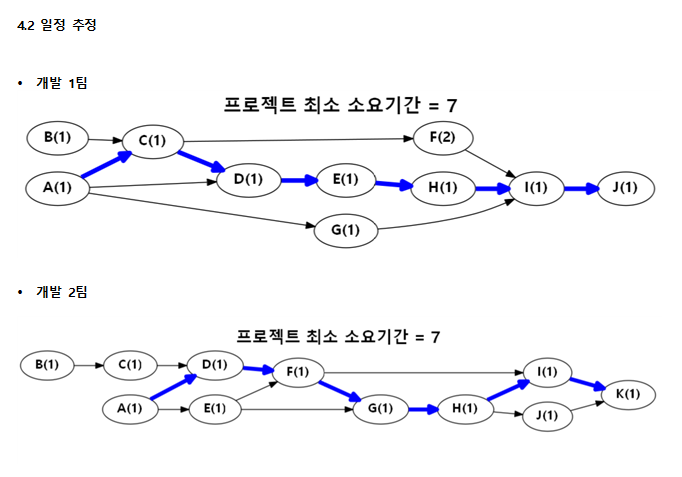 4.2 일정 추정
• 개발 1팀
프로젝트 최소 소요기간 = 7
B(1)
C(1)
F(2)
A(1)
D(1)
E(1)
H(1)
I(1)
J(1)
G(1)
• 개발 2팀
프로젝트 최소 소요기간 = 7
B(1)
C(1)
D(1)
F(1)
I(1)
K(1)
A(1)
E(1)
G(1)
H(1)
J(1)